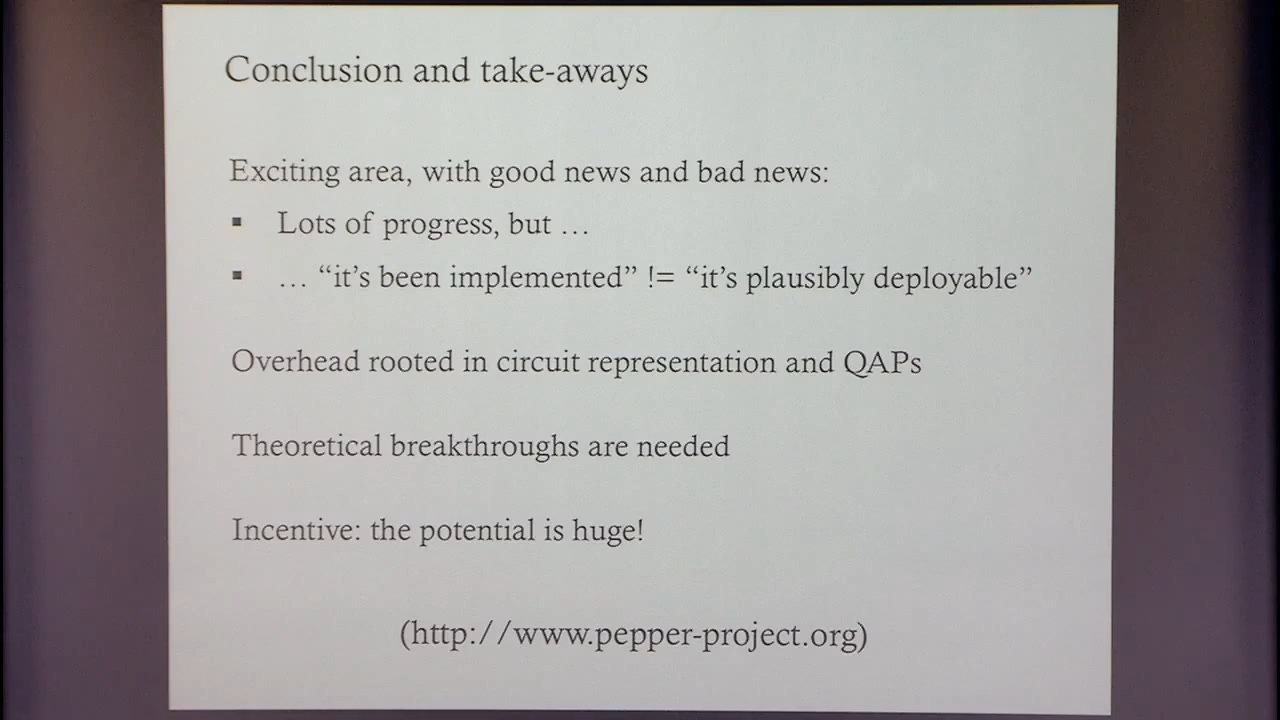 Conclusion and take-aways
Exciting area, with good news and bad news:
▪ Lots of progress, but …
▪ … “it’s been implemented” != “it’s plausibly deployable”
Overhead rooted in circuit representation and QAPs
Theoretical breakthroughs are needed
Incentive: the potential is huge!
(http://www.pepper-project.org)